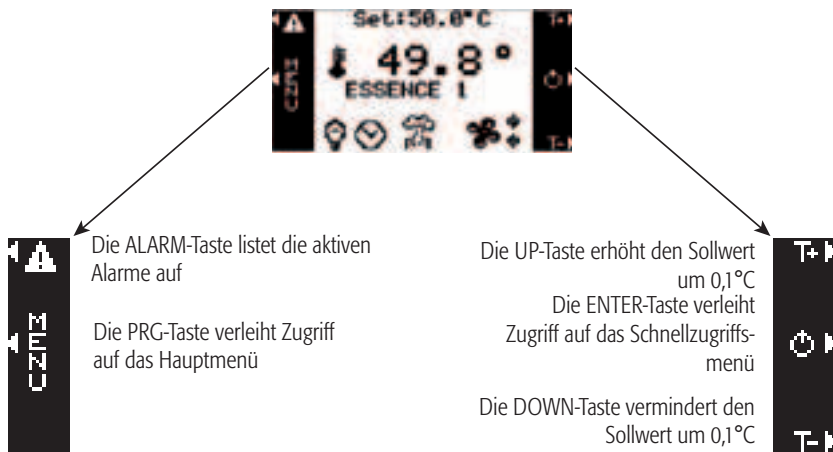 Set:50.0°C
T+
MENU
49.8°
ESSENCE 1
T-
Die ALARM-Taste listet die aktiven
Alarme auf
Die PRG-Taste verleiht Zugriff
auf das Hauptmenü
MENU
Die UP-Taste erhöht den Sollwert
um 0,1°C
Die ENTER-Taste verleiht
Zugriff auf das Schnellzugriffs-
menü
Die DOWN-Taste vermindert den
Sollwert um 0,1°C
T+
T-